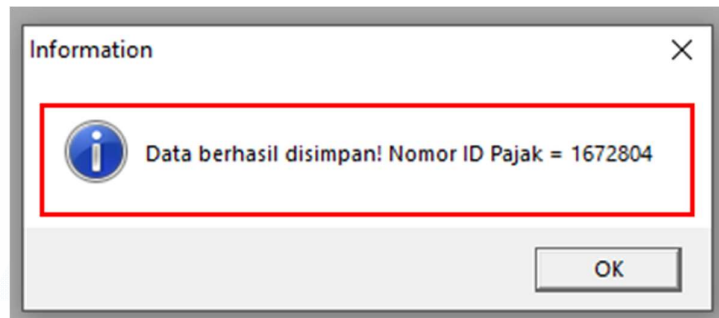 Information
Data berhasil disimpan! Nomor ID Pajak = 1672804
OK